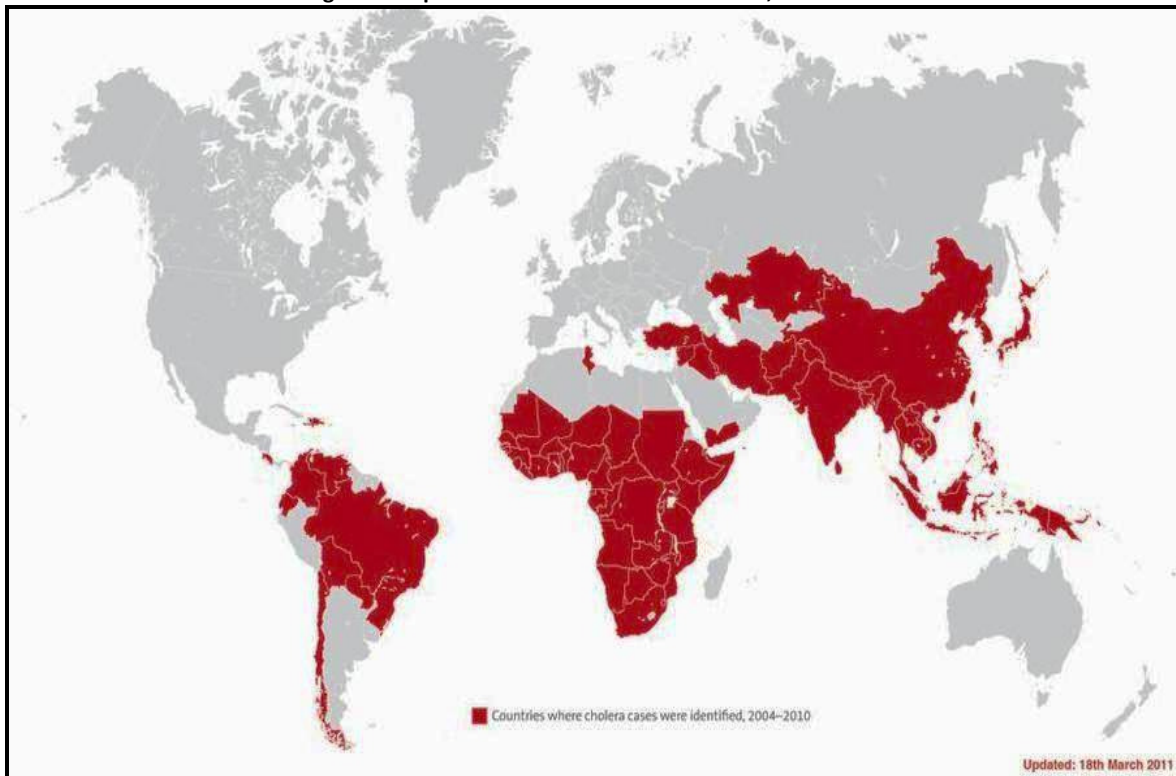 Countries where cholera cases were identified, 2004–2010
Updated: 18th March 2011